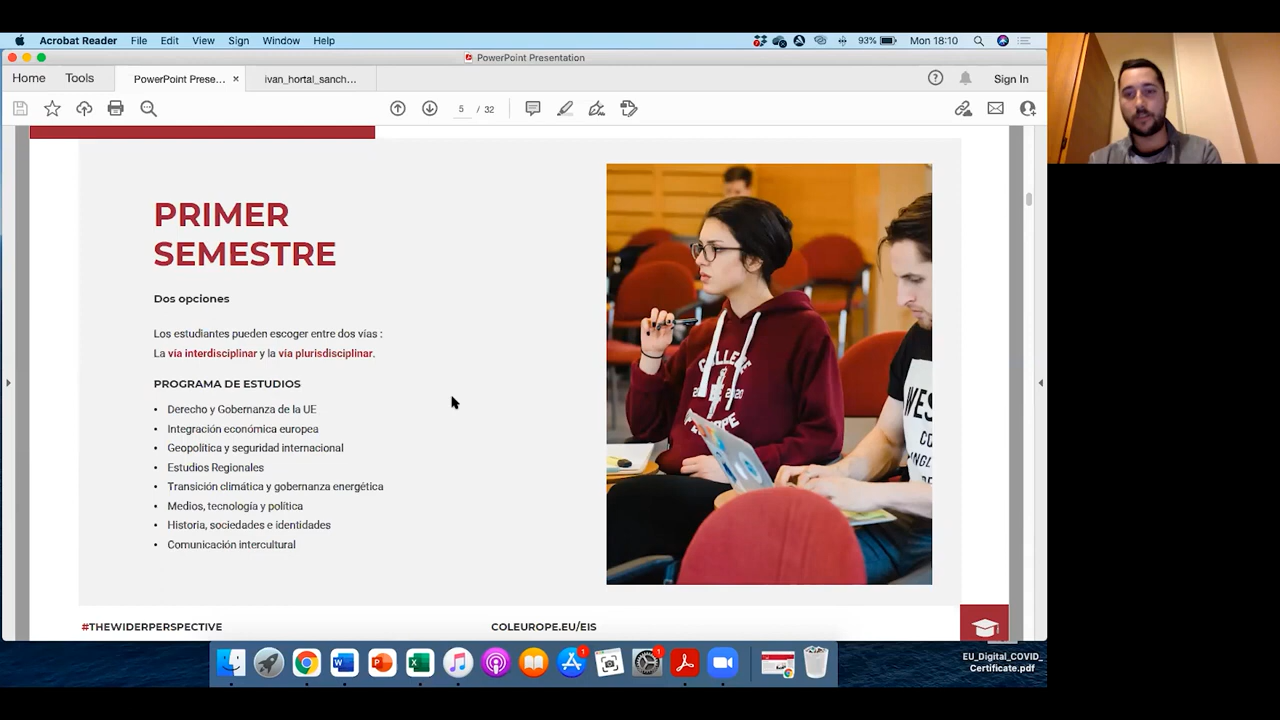 Acrobat Reader File Edit View Sign Window Help 93% Mon 18:10
PowerPoint Presentation
Home Tools PowerPoint Prese... × ivan_hortal_sanch... Sign In
5 / 32
PRIMER
SEMESTRE
Dos opciones
Los estudiantes pueden escoger entre dos vías :
La vía interdisciplinar y la vía plurisdisciplinar.
PROGRAMA DE ESTUDIOS
• Derecho y Gobernanza de la UE
• Integración económica europea
• Geopolítica y seguridad internacional
• Estudios Regionales
• Transición climática y gobernanza energética
• Medios, tecnología y política
• Historia, sociedades e identidades
• Comunicación intercultural
#THEWIDERPERSPECTIVE COLEUROPE.EU/EIS
EU_Digital_COVID_
Certificate.pdf